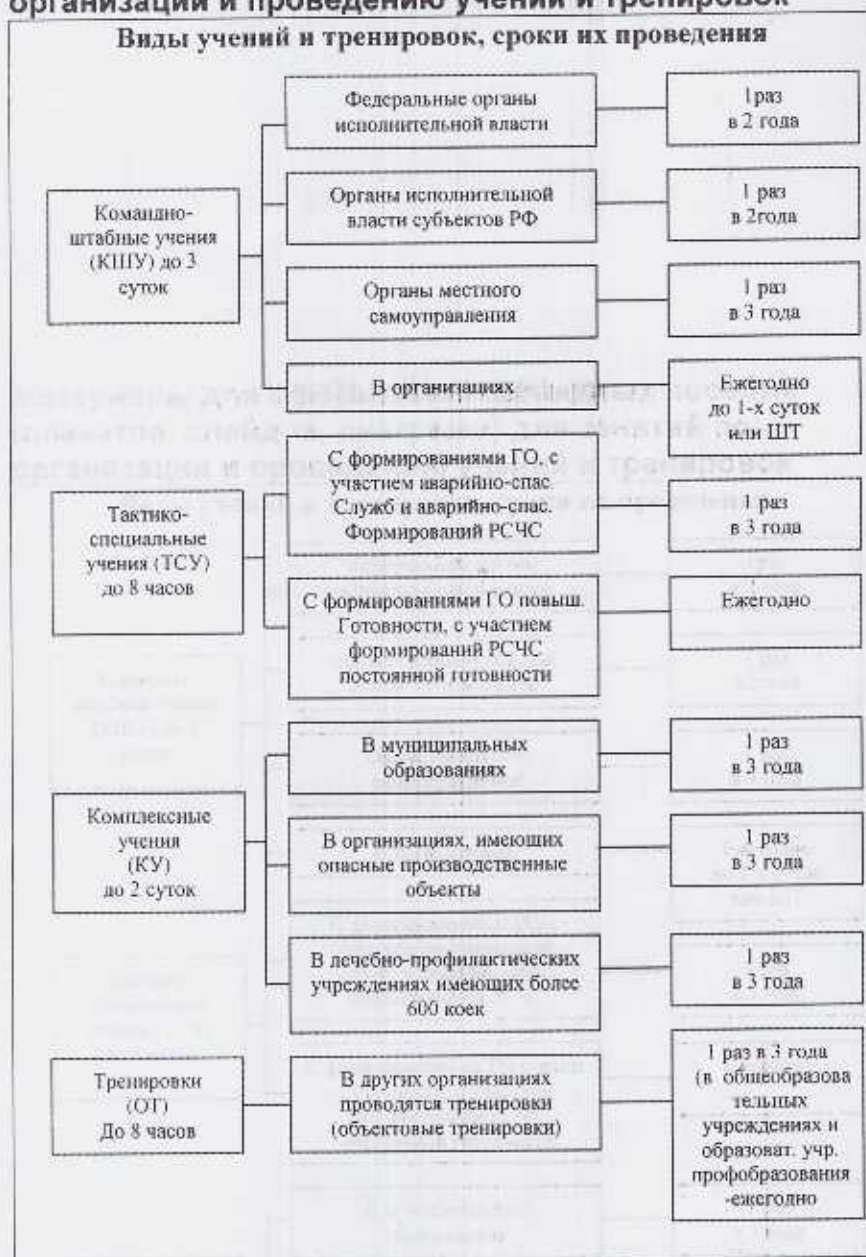 организации и проведению учений и тренировок
Виды учений и тренировок, сроки их проведения
Командно-
штабные учения
(КШУ) до 3
суток
Федеральные органы
исполнительной власти
1раз
в 2 года
Органы исполнительной
власти субъектов РФ
1 раз
в 2года
Органы местного
самоуправления
1 раз
в 3 года
В организациях
Ежегодно
до 1-х суток
или ШТ
Тактико-
специальные
учения (ТСУ)
до 8 часов
С формированиями ГО, с
участием аварийно-спас.
Служб и аварийно-спас.
Формирований РСЧС
1 раз
в 3 года
С формированиями ГО повыш.
Готовности, с участием
формирований РСЧС
постоянной готовности
Ежегодно
Комплексные
учения
(КУ)
до 2 суток
В муниципальных
образованиях
1 раз
в 3 года
В организациях, имеющих
опасные производственные
объекты
1 раз
в 3 года
В лечебно-профилактических
учреждениях имеющих более
600 коек
1 раз
в 3 года
Тренировки
(ОТ)
До 8 часов
В других организациях
проводятся тренировки
(объектовые тренировки)
1 раз в 3 года
(в общеобразова
тельных
учреждениях и
образоват. учр.
профобразования
-ежегодно